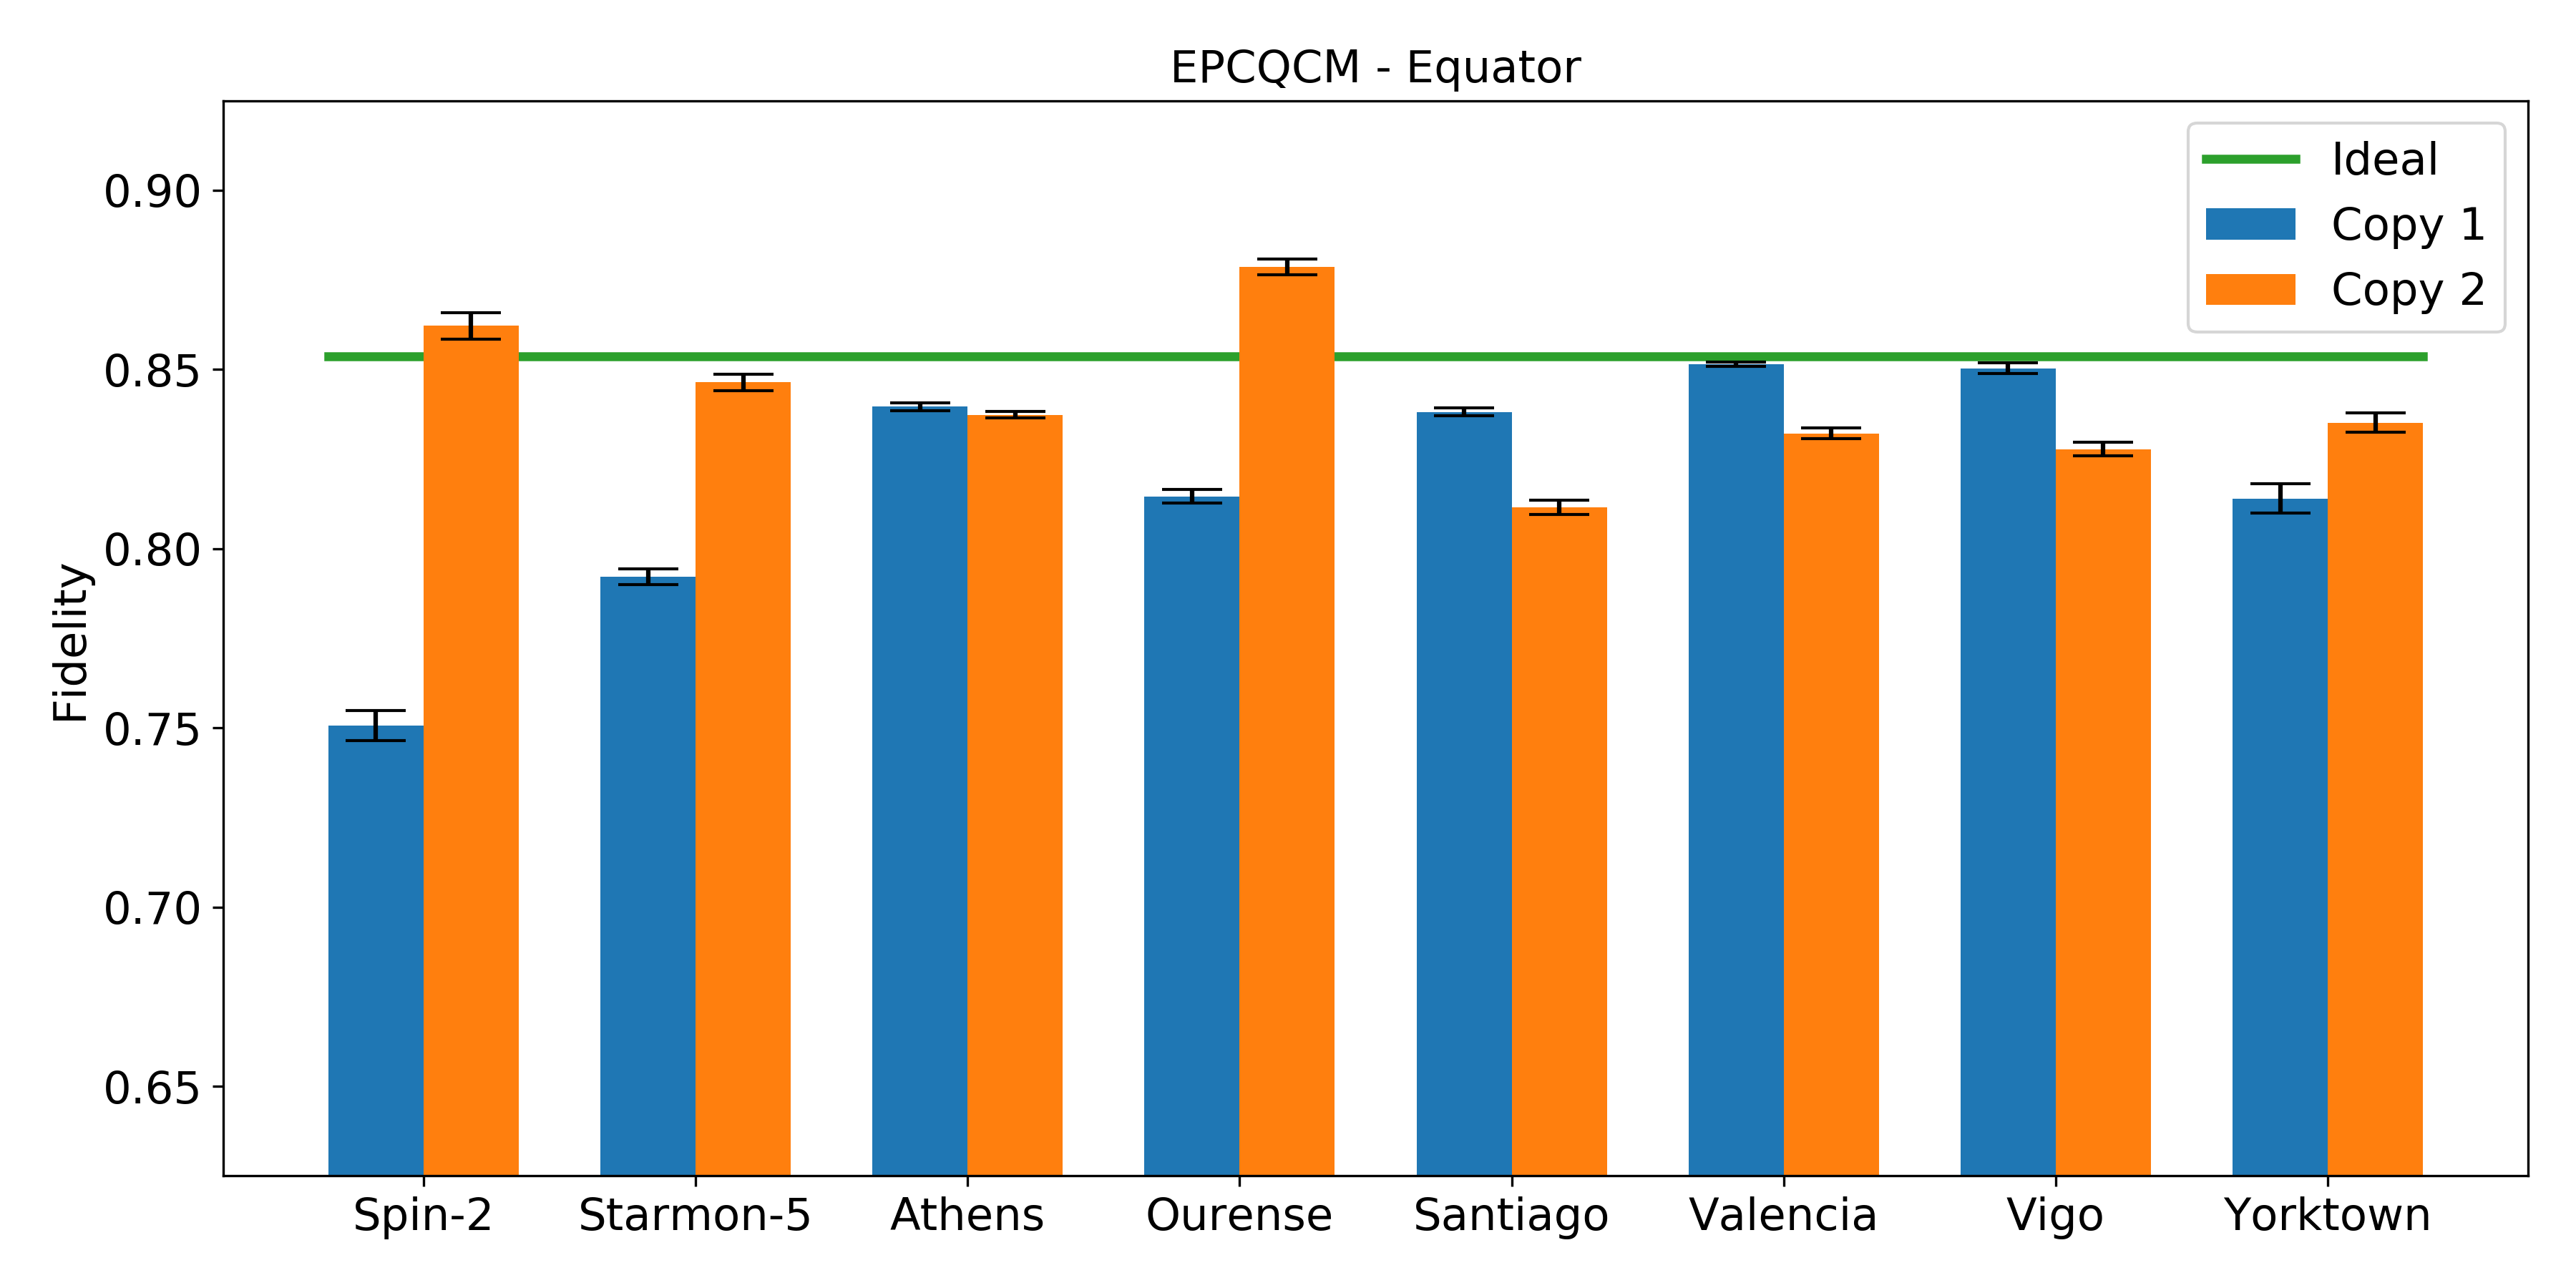 EPCQCM - Equator
Ideal
Copy 1
Copy 2
Fidelity
0.90
0.85
0.80
0.75
0.70
0.65
Spin-2 Starmon-5 Athens Ourense Santiago Valencia Vigo Yorktown